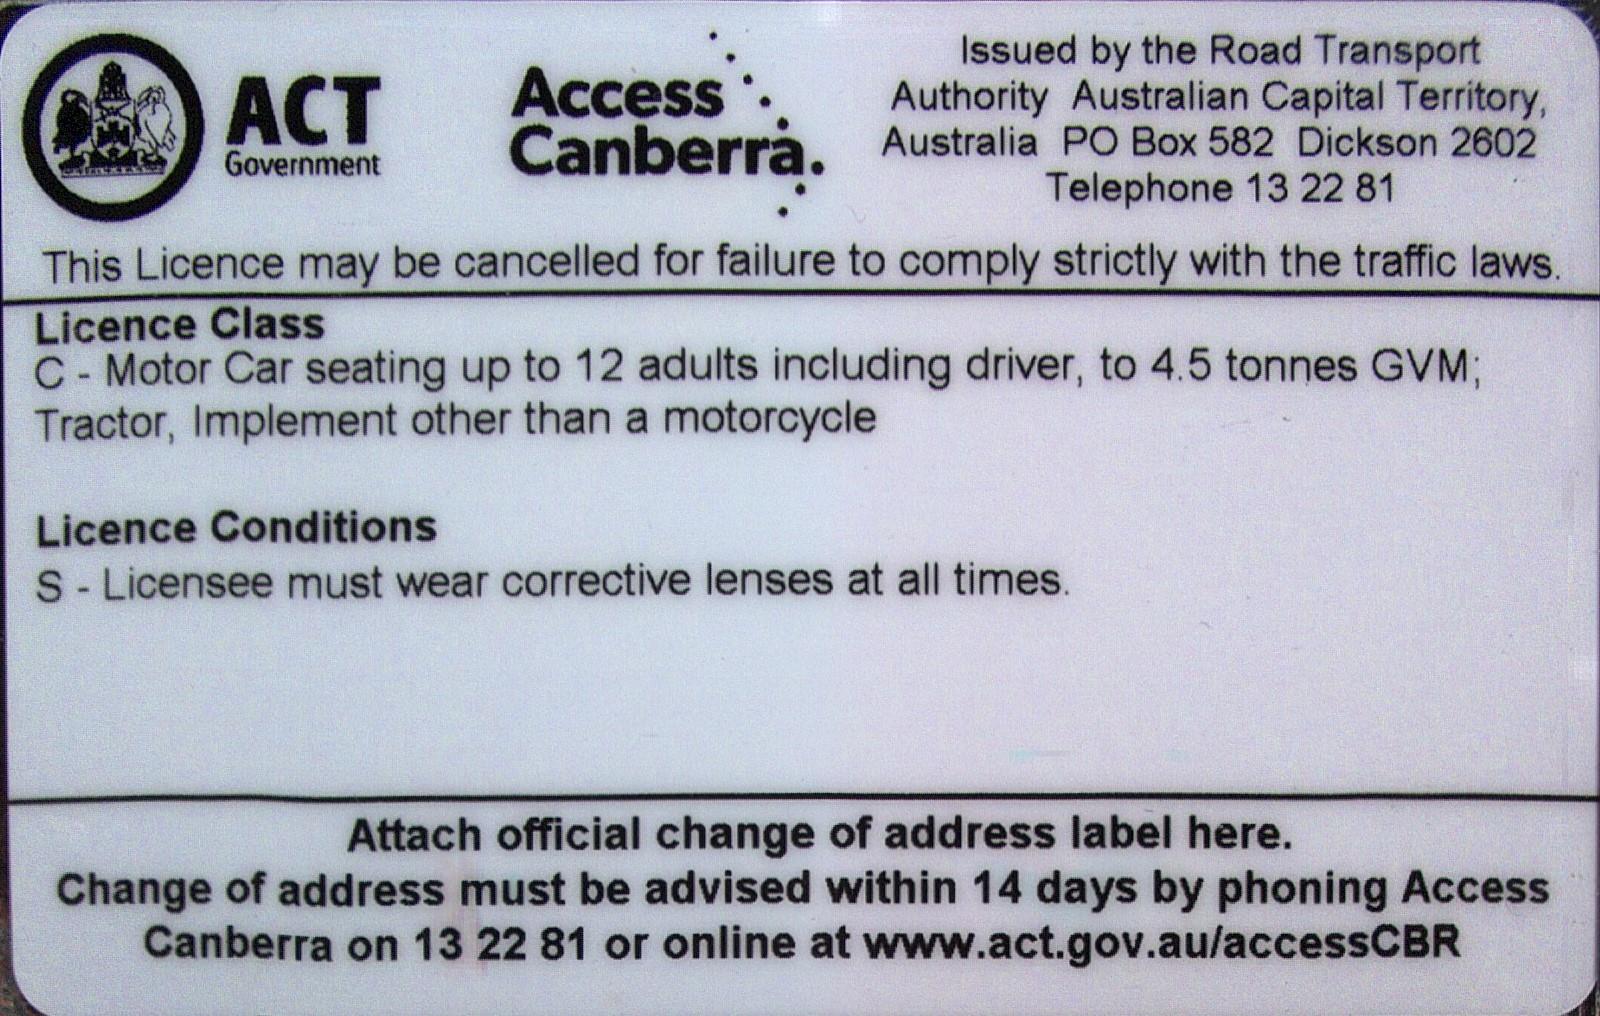 ACT
Government
Access
Canberra.
Issued by the Road Transport
Authority Australian Capital Territory,
Australia PO Box 582 Dickson 2602
Telephone 13 22 81
This Licence may be cancelled for failure to comply strictly with the traffic laws.
Licence Class
C - Motor Car seating up to 12 adults including driver, to 4.5 tonnes GVM;
Tractor, Implement other than a motorcycle
Licence Conditions
S - Licensee must wear corrective lenses at all times.
Attach official change of address label here.
Change of address must be advised within 14 days by phoning Access
Canberra on 13 22 81 or online at www.act.gov.au/accessCBR